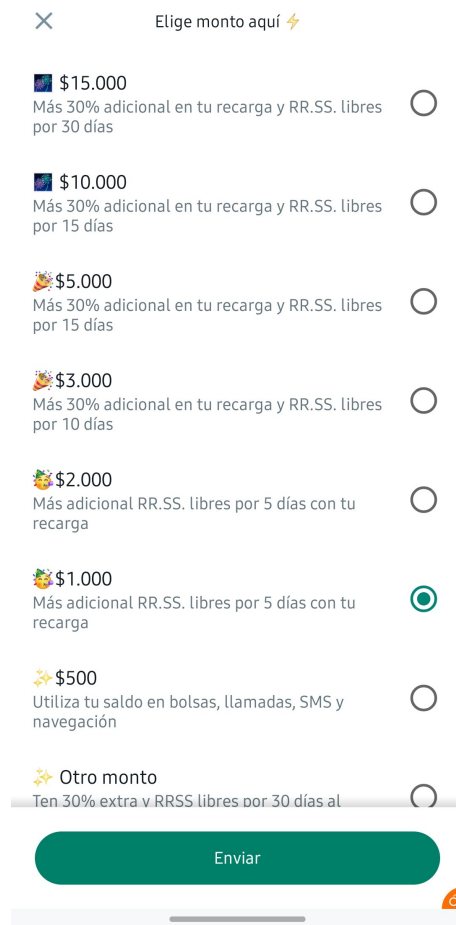 Elige monto aquí ⚡
$15.000
Más 30% adicional en tu recarga y RR.SS. libres
por 30 días
$10.000
Más 30% adicional en tu recarga y RR.SS. libres
por 15 días
$5.000
Más 30% adicional en tu recarga y RR.SS. libres
por 15 días
$3.000
Más 30% adicional en tu recarga y RR.SS. libres
por 10 días
$2.000
Más adicional RR.SS. libres por 5 días con tu
recarga
$1.000
Más adicional RR.SS. libres por 5 días con tu
recarga
$500
Utiliza tu saldo en bolsas, llamadas, SMS y
navegación
Otro monto
Ten 30% extra y RRSS libres por 30 días al
Enviar